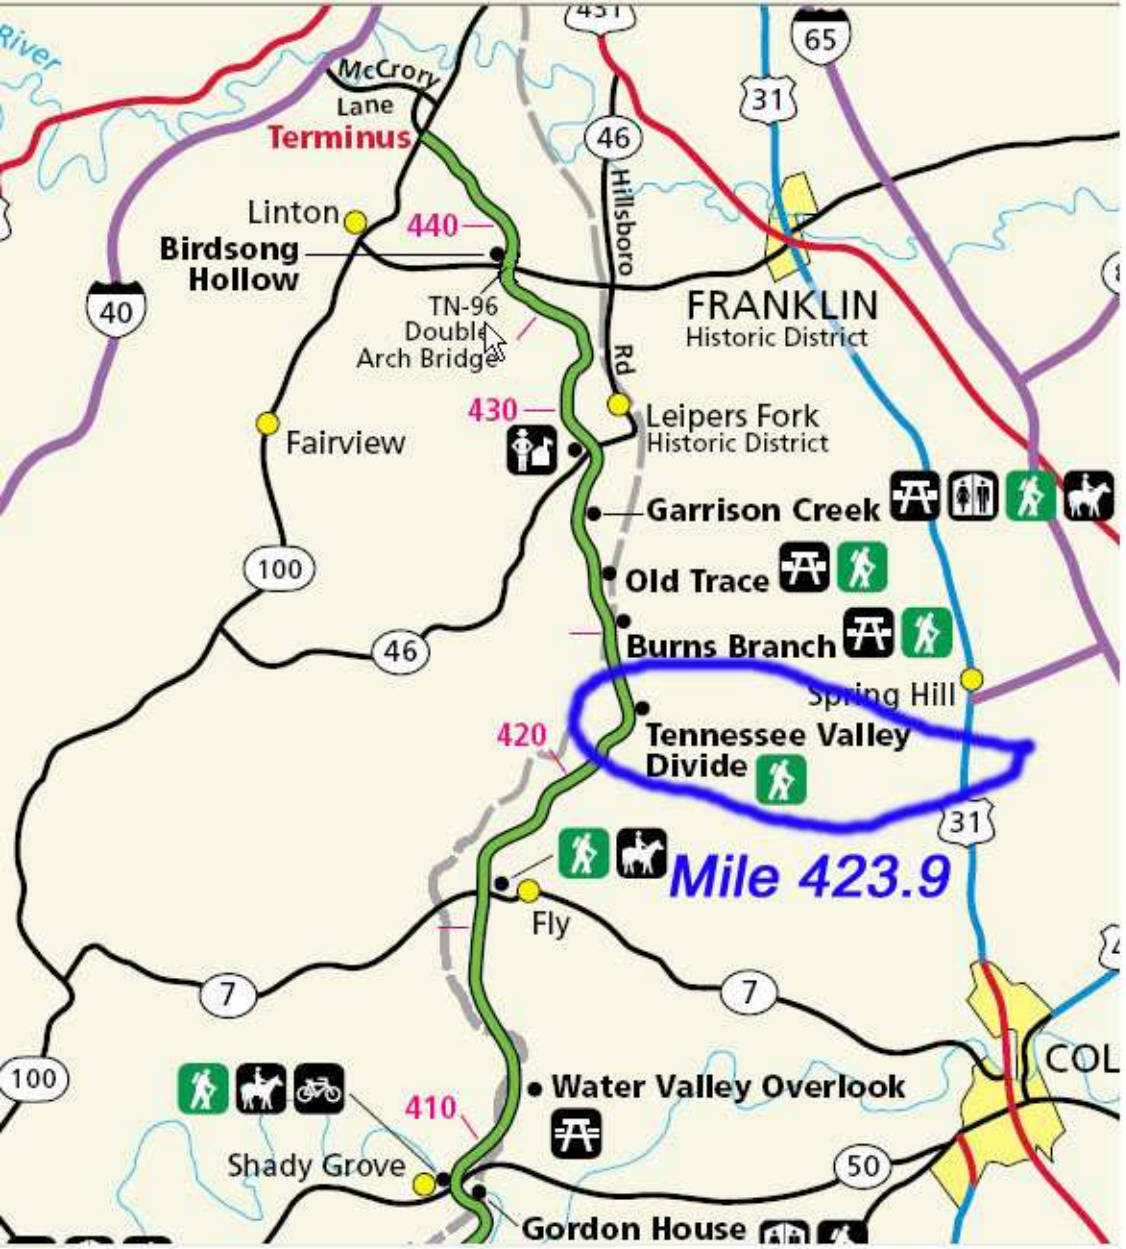 River
431
65
31
McCrory
Lane
Terminus
46
Hillsboro
Rd
Linton
440
Birdsong
Hollow
40
TN-96
Double
Arch Bridge
FRANKLIN
Historic District
430
Leipers Fork
Historic District
Fairview
Garrison Creek
100
Old Trace
46
Burns Branch
Spring Hill
420
Tennessee Valley
Divide
31
Mile 423.9
Fly
7
7
100
COL
Water Valley Overlook
410
Shady Grove
50
Gordon House